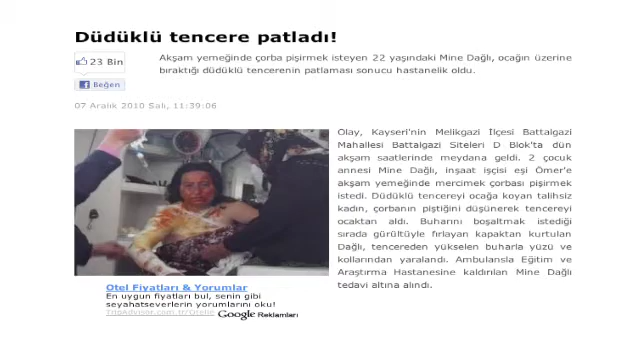 Düdüklü tencere patladı!
23 Bin
Beğen
Akşam yemeğinde çorba pişirmek isteyen 22 yaşındaki Mine Dağlı, ocağın üzerine
bıraktığı düdüklü tencerenin patlaması sonucu hastanelik oldu.
07 Aralık 2010 Salı, 11:39:06
Olay, Kayseri'nin Melikgazi İlçesi Battalgazi
Mahallesi Battalgazi Siteleri D Blok'ta dün
akşam saatlerinde meydana geldi. 2 çocuk
annesi Mine Dağlı, inşaat işçisi eşi Ömer'e
akşam yemeğinde mercimek çorbası pişirmek
istedi. Düdüklü tencereyi ocağa koyan talihsiz
kadın, çorbanın piştiğini düşünerek tencereyi
ocaktan aldı. Buharını boşaltmak istediği
sırada gürültüyle fırlayan kapaktan kurtulan
Dağlı, tencereden yükselen buharla yüzü ve
kollarından yaralandı. Ambulansla Eğitim ve
Araştırma Hastanesine kaldırılan Mine Dağlı
tedavi altına alındı.
Otel Fiyatları & Yorumlar
En uygun fiyatları bul, senin gibi
seyahatseverlerin yorumlarını oku!
TripAdvisor.com.tr/Oteller
Google Reklamları